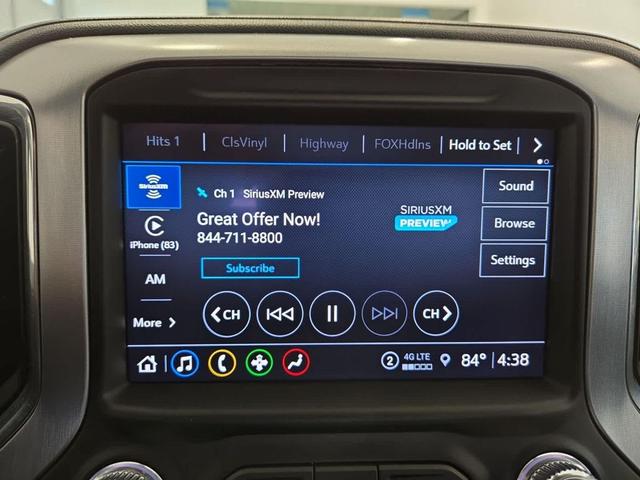 Hits 1 ClsVinyl Highway FOXHdlns Hold to Set
SiriusXM
Ch 1 SiriusXM Preview
Great Offer Now!
844-711-8800
SIRIUSXM
PREVIEW
Subscribe
Sound
Browse
Settings
iPhone (83)
AM
More
CH
CH
2 4G LTE 84° 4:38